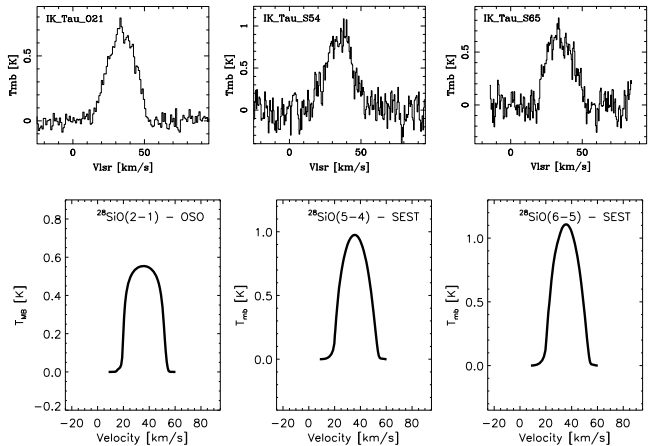 IK_Tau_O21
Tmb [K]
0.5
0
0
50
Vlsr [km/s]
IK_Tau_S54
Tmb [K]
1
0.5
0
0
50
Vlsr [km/s]
IK_Tau_S65
Tmb [K]
0.5
0
0
50
Vlsr [km/s]
²⁸SiO(2−1) − OSO
T_MB [K]
0.8
0.6
0.4
0.2
0.0
−0.2
−20 0 20 40 60 80
Velocity [km/s]
²⁸SiO(5−4) − SEST
T_mb [K]
1.0
0.5
0.0
−20 0 20 40 60 80
Velocity [km/s]
²⁸SiO(6−5) − SEST
T_mb [K]
1.0
0.5
0.0
−20 0 20 40 60 80
Velocity [km/s]